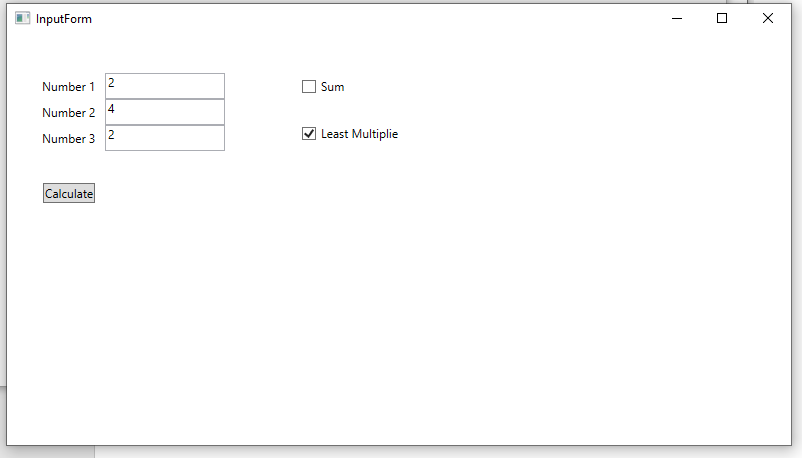 InputForm
Number 1 2
Sum
Number 2 4
Number 3 2
Least Multiplie
Calculate